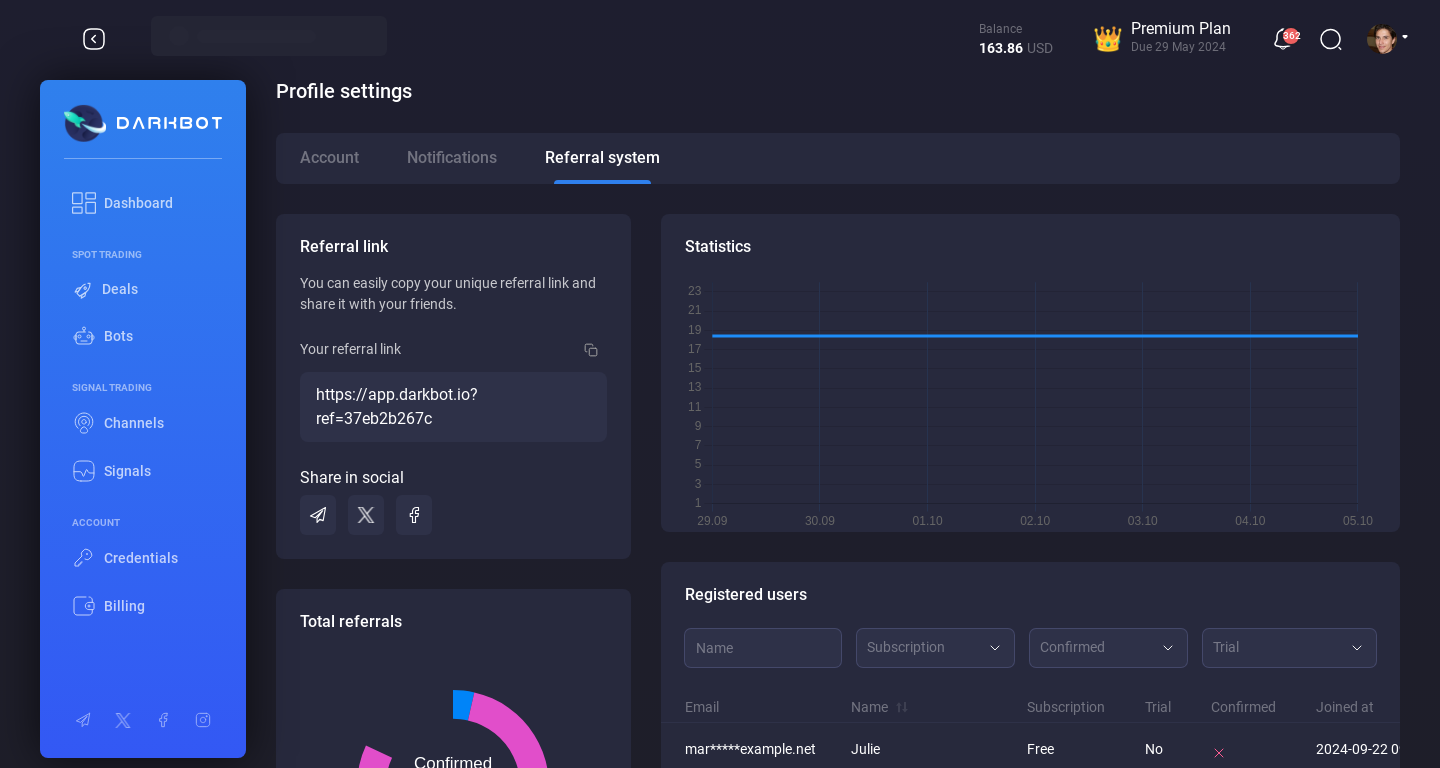 Balance
163.86 USD
Premium Plan
Due 29 May 2024
362
DARKBOT
Dashboard
SPOT TRADING
Deals
Bots
SIGNAL TRADING
Channels
Signals
ACCOUNT
Credentials
Billing
Profile settings
Account
Notifications
Referral system
Referral link
You can easily copy your unique referral link and
share it with your friends.
Your referral link
https://app.darkbot.io?
ref=37eb2b267c
Share in social
Total referrals
Confirmed
Statistics
23
21
19
17
15
13
11
9
7
5
3
1
29.09 30.09 01.10 02.10 03.10 04.10 05.10
Registered users
Name Subscription Confirmed Trial
Email Name Subscription Trial Confirmed Joined at
mar*****example.net Julie Free No 2024-09-22